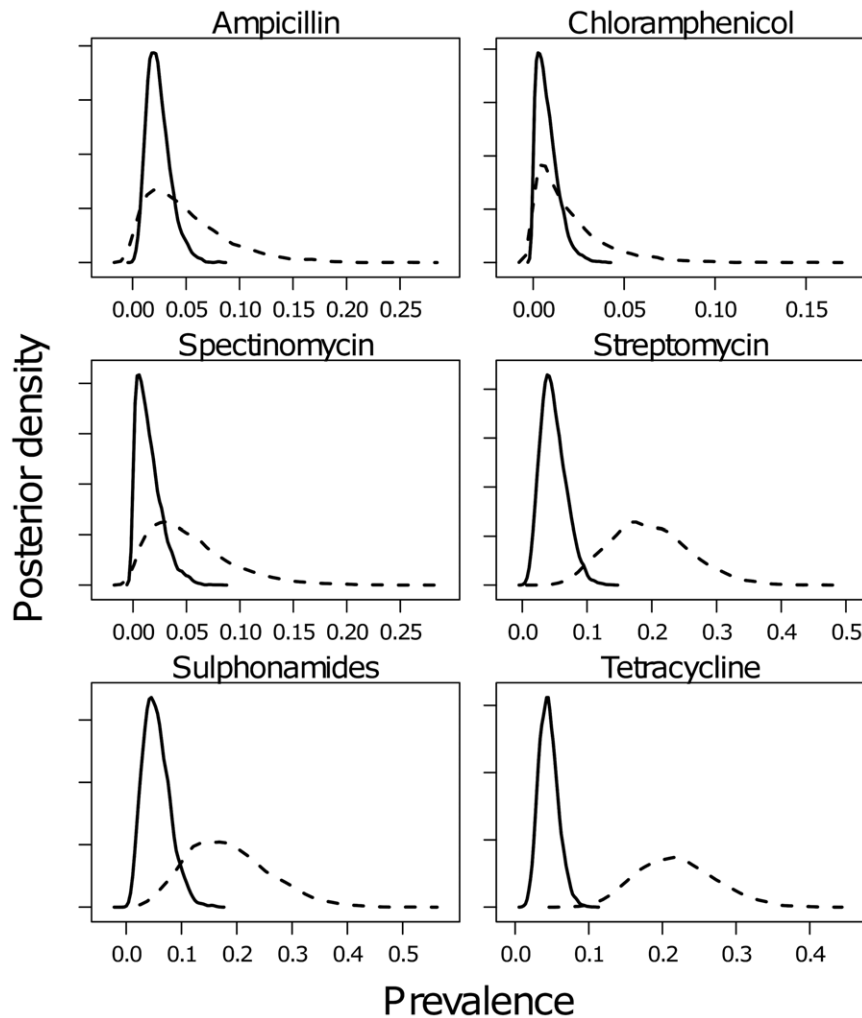 Ampicillin
Chloramphenicol
0.00 0.05 0.10 0.15 0.20 0.25
0.00 0.05 0.10 0.15
Spectinomycin
Streptomycin
0.00 0.05 0.10 0.15 0.20 0.25
0.0 0.1 0.2 0.3 0.4 0.5
Sulphonamides
Tetracycline
0.0 0.1 0.2 0.3 0.4 0.5
0.0 0.1 0.2 0.3 0.4
Posterior density
Prevalence